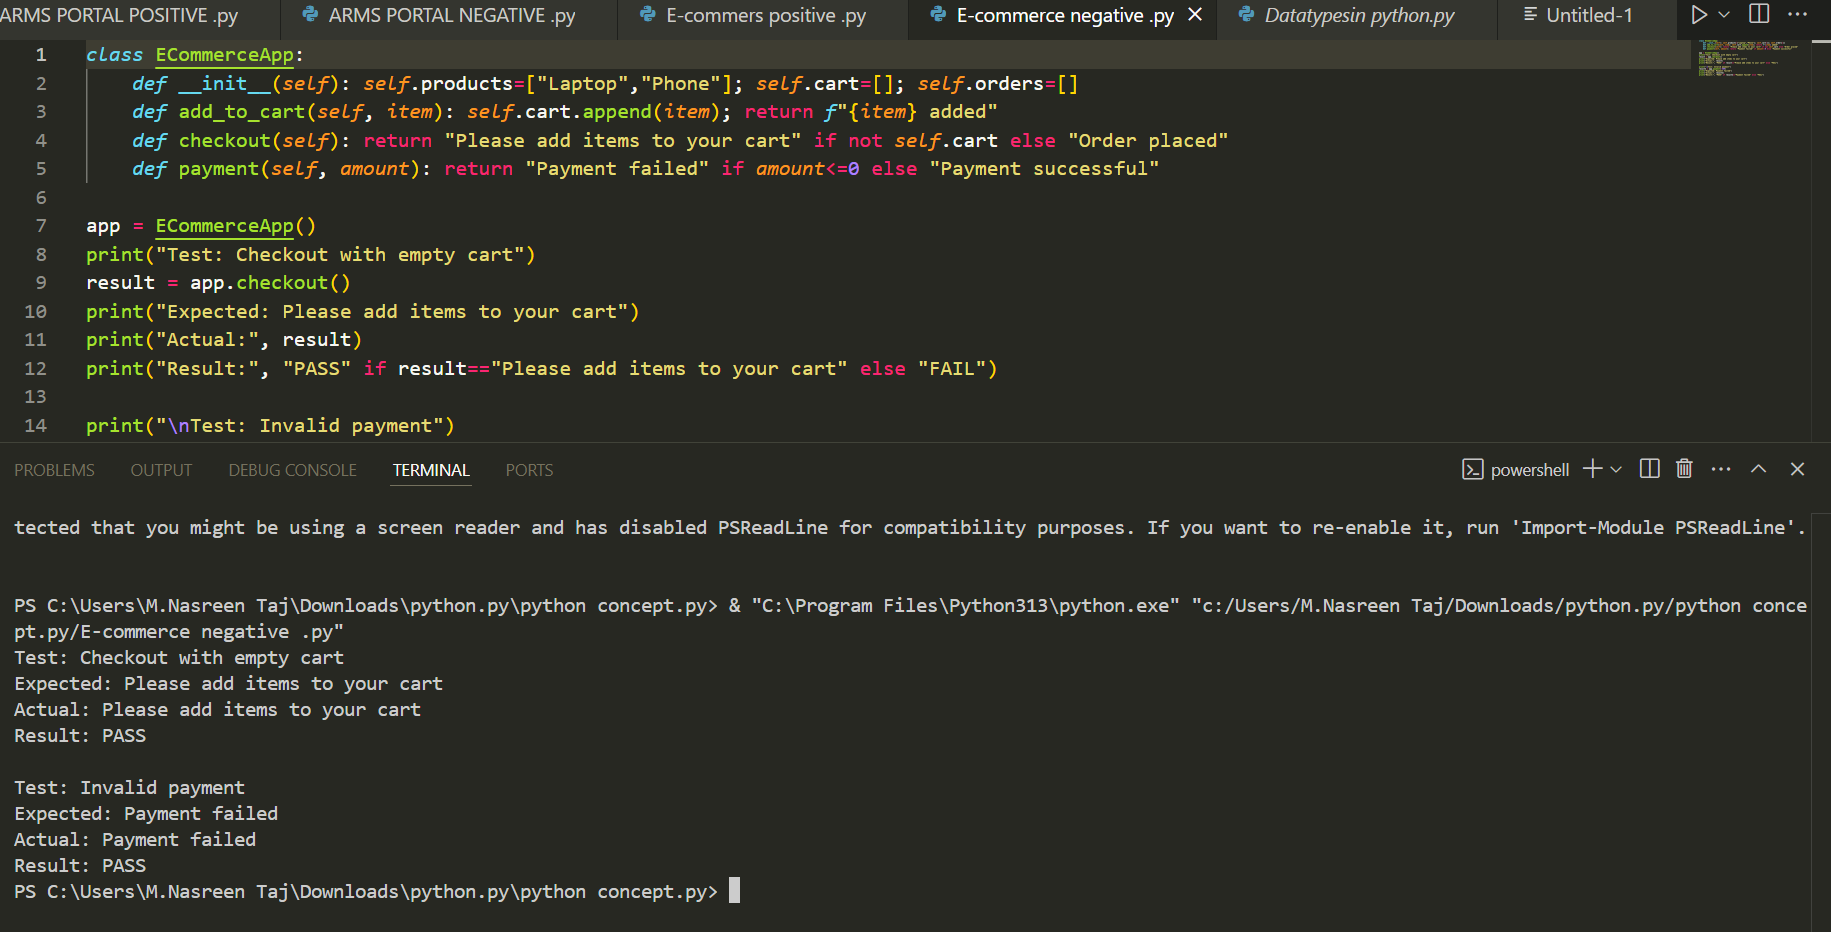 ARMS PORTAL POSITIVE .py ARMS PORTAL NEGATIVE .py E-commers positive .py E-commerce negative .py Datatypesin python.py Untitled-1
1 class ECommerceApp:
2 def __init__(self): self.products=["Laptop","Phone"]; self.cart=[]; self.orders=[]
3 def add_to_cart(self, item): self.cart.append(item); return f"{item} added"
4 def checkout(self): return "Please add items to your cart" if not self.cart else "Order placed"
5 def payment(self, amount): return "Payment failed" if amount<=0 else "Payment successful"
6
7 app = ECommerceApp()
8 print("Test: Checkout with empty cart")
9 result = app.checkout()
10 print("Expected: Please add items to your cart")
11 print("Actual:", result)
12 print("Result:", "PASS" if result=="Please add items to your cart" else "FAIL")
13
14 print("\nTest: Invalid payment")
PROBLEMS OUTPUT DEBUG CONSOLE TERMINAL PORTS powershell
tected that you might be using a screen reader and has disabled PSReadLine for compatibility purposes. If you want to re-enable it, run 'Import-Module PSReadLine'.
PS C:\Users\M.Nasreen Taj\Downloads\python.py\python concept.py> & "C:\Program Files\Python313\python.exe" "c:/Users/M.Nasreen Taj/Downloads/python.py/python conce
pt.py/E-commerce negative .py"
Test: Checkout with empty cart
Expected: Please add items to your cart
Actual: Please add items to your cart
Result: PASS
Test: Invalid payment
Expected: Payment failed
Actual: Payment failed
Result: PASS
PS C:\Users\M.Nasreen Taj\Downloads\python.py\python concept.py>